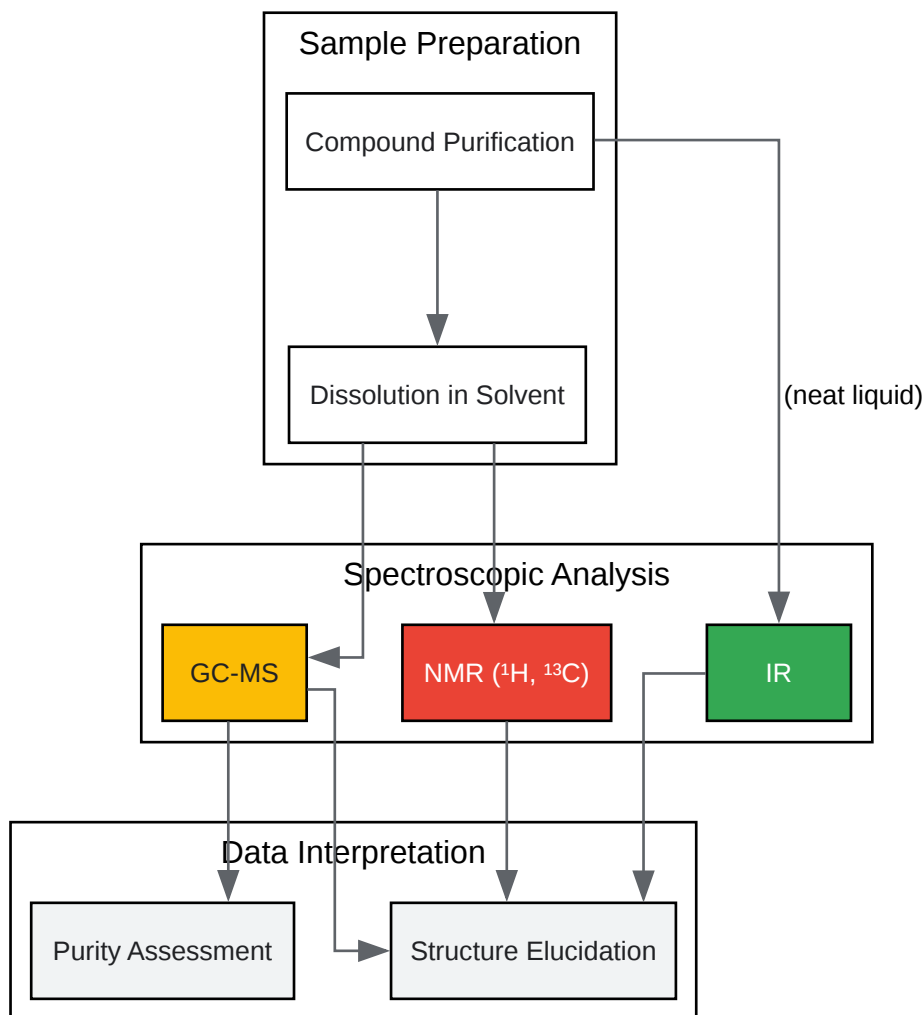 Sample Preparation
Compound Purification
Dissolution in Solvent
(neat liquid)
Spectroscopic Analysis
GC-MS
NMR (¹H, ¹³C)
IR
Data Interpretation
Purity Assessment
Structure Elucidation